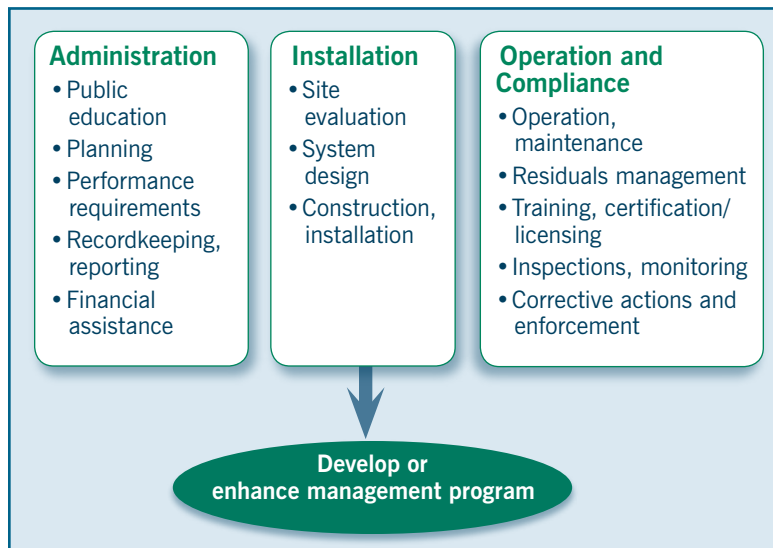 Administration
• Public
education
• Planning
• Performance
requirements
• Recordkeeping,
reporting
• Financial
assistance
Installation
• Site
evaluation
• System
design
• Construction,
installation
Operation and
Compliance
• Operation,
maintenance
• Residuals management
• Training, certification/
licensing
• Inspections, monitoring
• Corrective actions and
enforcement
Develop or
enhance management program